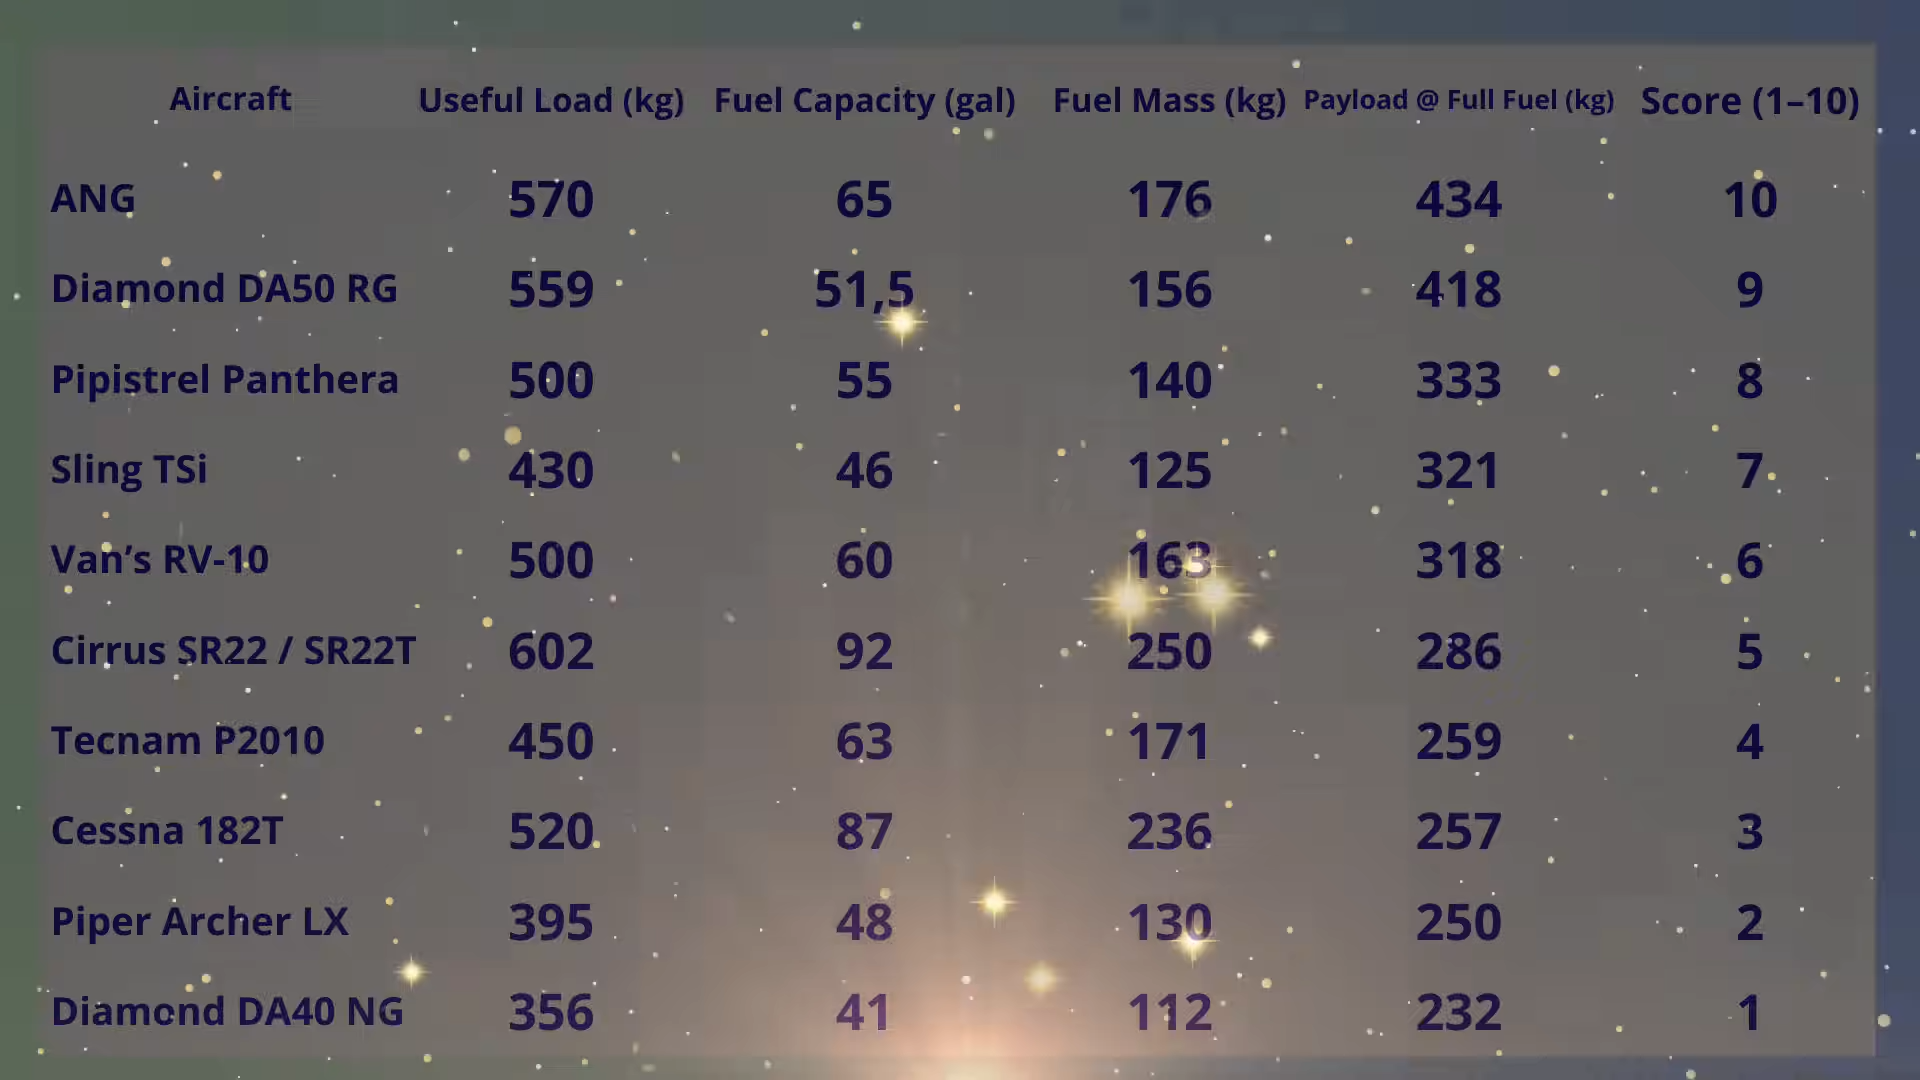 Aircraft Useful Load (kg) Fuel Capacity (gal) Fuel Mass (kg) Payload @ Full Fuel (kg) Score (1–10)
ANG 570 65 176 434 10
Diamond DA50 RG 559 51,5 156 418 9
Pipistrel Panthera 500 55 140 333 8
Sling TSi 430 46 125 321 7
Van’s RV-10 500 60 163 318 6
Cirrus SR22 / SR22T 602 92 250 286 5
Tecnam P2010 450 63 171 259 4
Cessna 182T 520 87 236 257 3
Piper Archer LX 395 48 130 250 2
Diamond DA40 NG 356 41 112 232 1